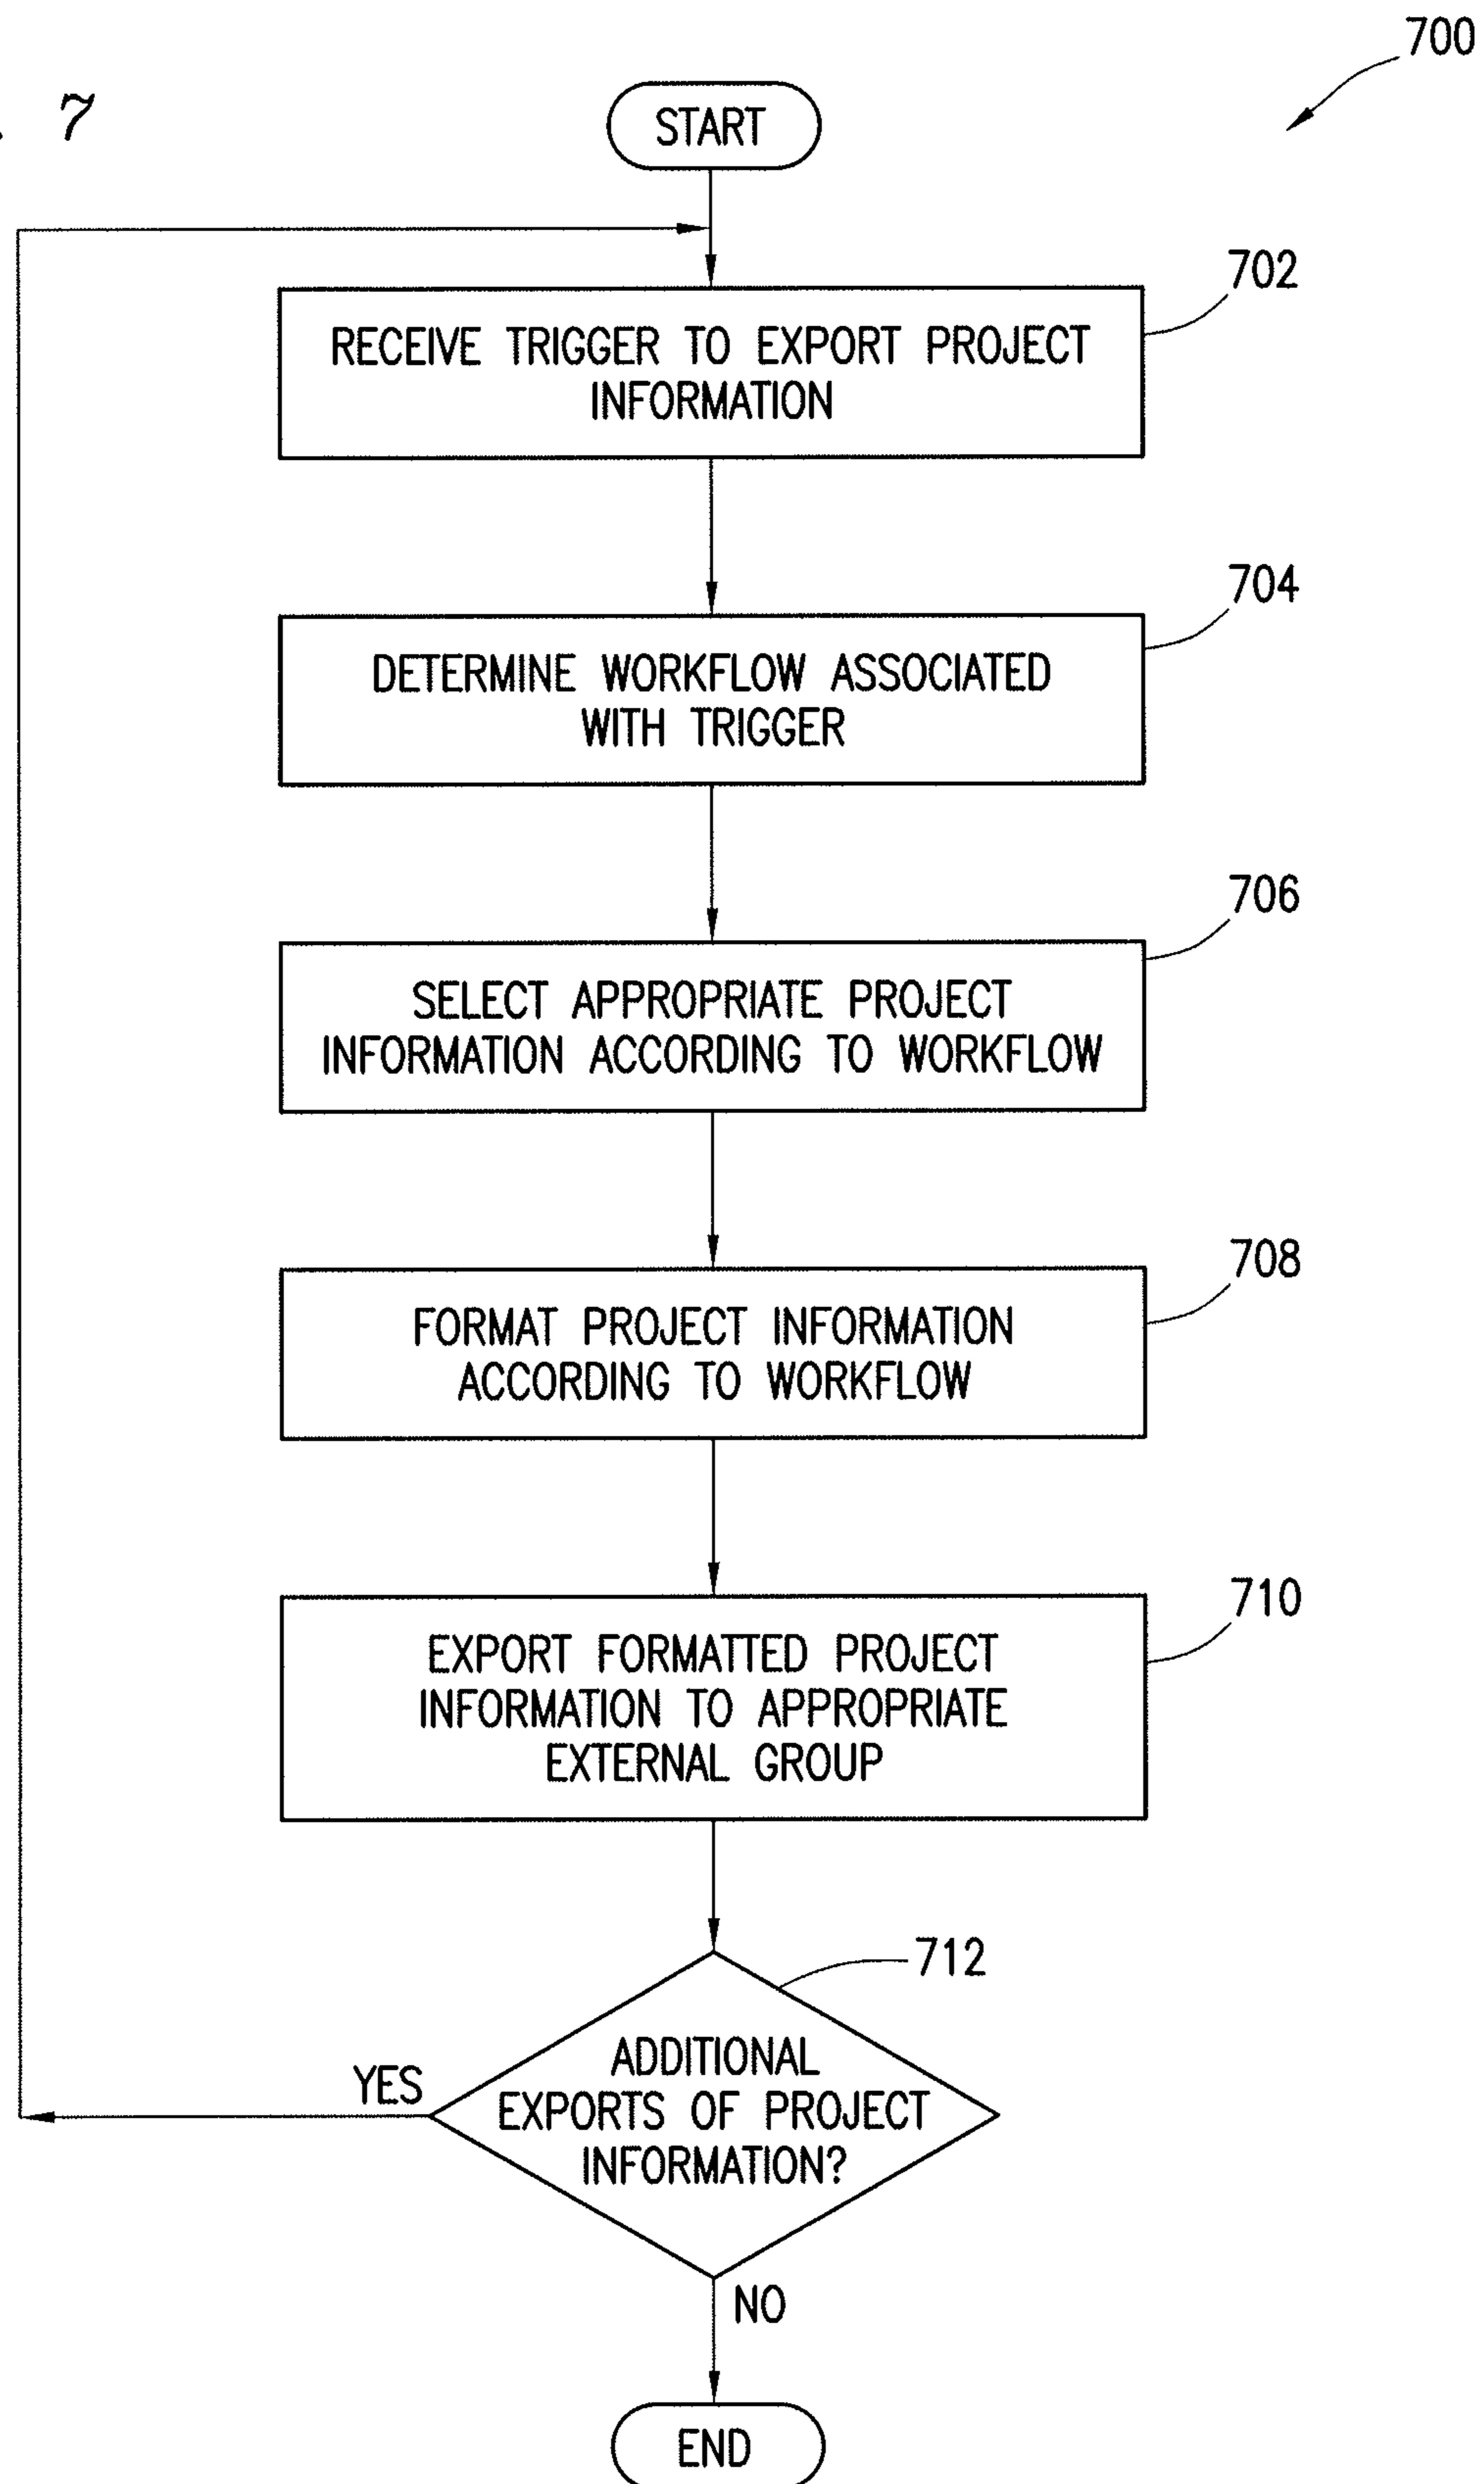 700
7
START
702
RECEIVE TRIGGER TO EXPORT PROJECT
INFORMATION
704
DETERMINE WORKFLOW ASSOCIATED
WITH TRIGGER
706
SELECT APPROPRIATE PROJECT
INFORMATION ACCORDING TO WORKFLOW
708
FORMAT PROJECT INFORMATION
ACCORDING TO WORKFLOW
710
EXPORT FORMATTED PROJECT
INFORMATION TO APPROPRIATE
EXTERNAL GROUP
712
ADDITIONAL
EXPORTS OF PROJECT
INFORMATION?
YES
NO
END